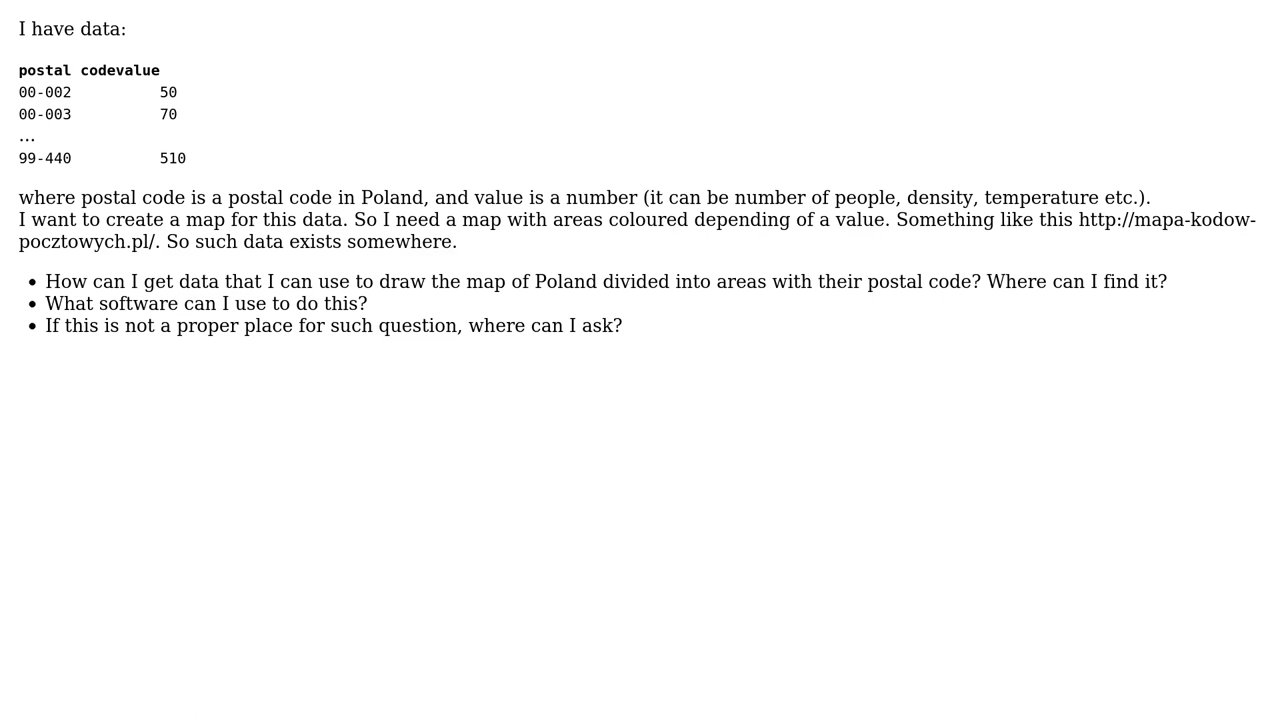 I have data:
postal codevalue
00-002 50
00-003 70
...
99-440 510
where postal code is a postal code in Poland, and value is a number (it can be number of people, density, temperature etc.).
I want to create a map for this data. So I need a map with areas coloured depending of a value. Something like this http://mapa-kodow-
pocztowych.pl/. So such data exists somewhere.
• How can I get data that I can use to draw the map of Poland divided into areas with their postal code? Where can I find it?
• What software can I use to do this?
• If this is not a proper place for such question, where can I ask?